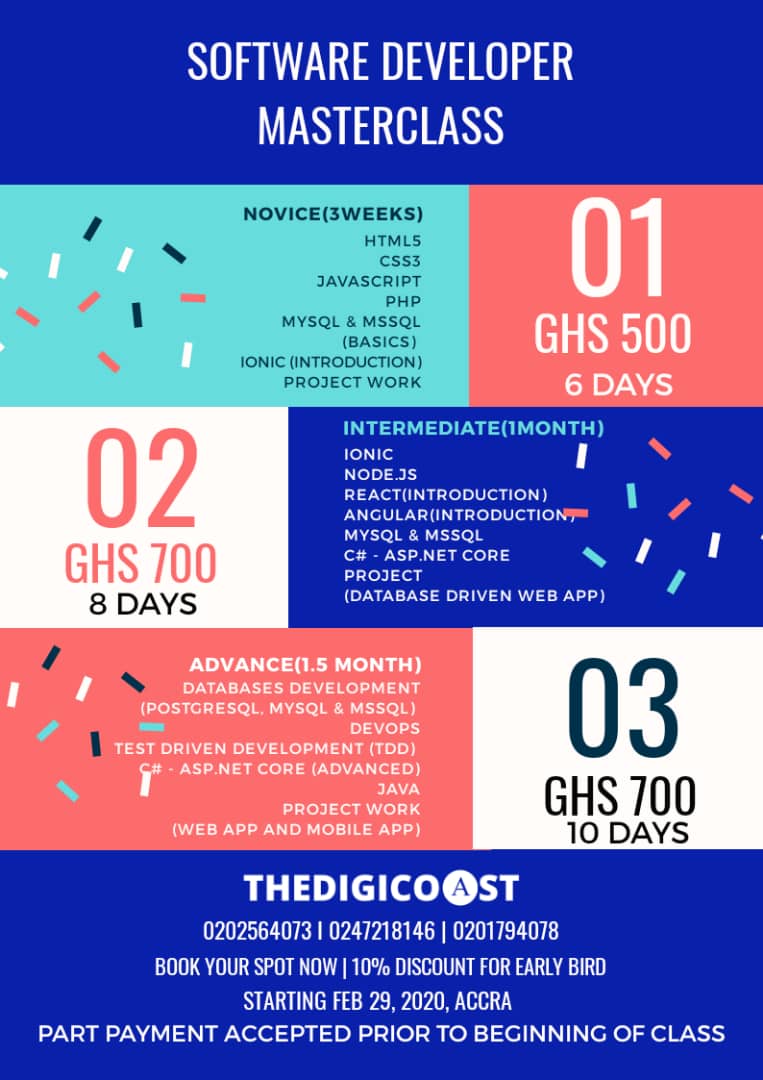 SOFTWARE DEVELOPER
MASTERCLASS
NOVICE(3WEEKS)
HTML5
CSS3
JAVASCRIPT
PHP
MYSQL & MSSQL
(BASICS)
IONIC (INTRODUCTION)
PROJECT WORK
01
GHS 500
6 DAYS
02
GHS 700
8 DAYS
INTERMEDIATE(1MONTH)
IONIC
NODE.JS
REACT(INTRODUCTION)
ANGULAR(INTRODUCTION)
MYSQL & MSSQL
C# - ASP.NET CORE
PROJECT
(DATABASE DRIVEN WEB APP)
ADVANCE(1.5 MONTH)
DATABASES DEVELOPMENT
(POSTGRESQL, MYSQL & MSSQL)
DEVOPS
TEST DRIVEN DEVELOPMENT (TDD)
C# - ASP.NET CORE (ADVANCED)
JAVA
PROJECT WORK
(WEB APP AND MOBILE APP)
03
GHS 700
10 DAYS
THEDIGICOAST
0202564073 I 0247218146 | 0201794078
BOOK YOUR SPOT NOW | 10% DISCOUNT FOR EARLY BIRD
STARTING FEB 29, 2020, ACCRA
PART PAYMENT ACCEPTED PRIOR TO BEGINNING OF CLASS